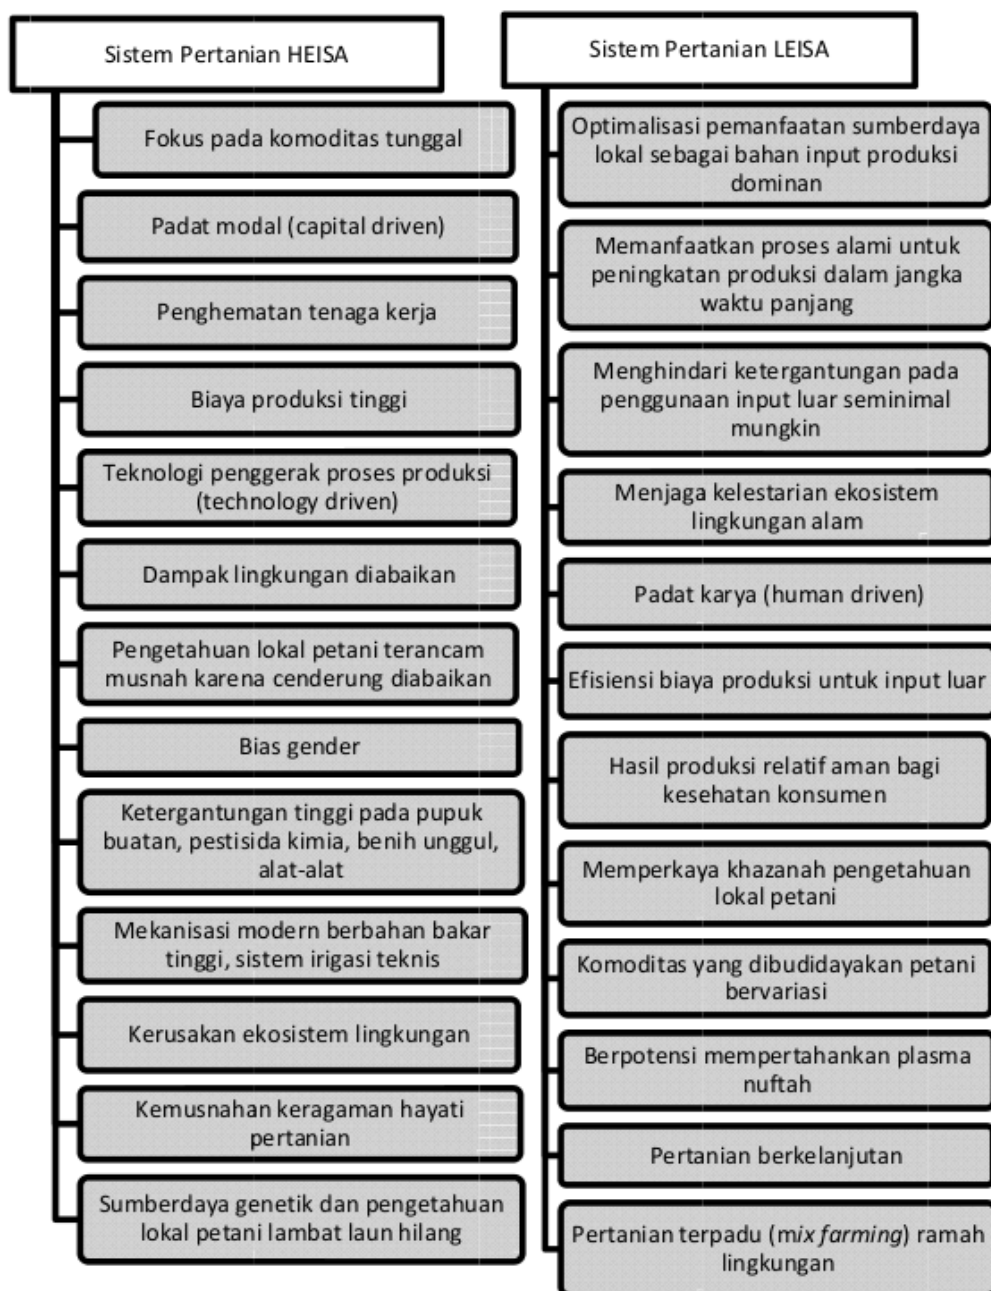 Sistem Pertanian HEISA
Fokus pada komoditas tunggal
Padat modal (capital driven)
Penghematan tenaga kerja
Biaya produksi tinggi
Teknologi penggerak proses produksi
(technology driven)
Dampak lingkungan diabaikan
Pengetahuan lokal petani terancam
musnah karena cenderung diabaikan
Bias gender
Ketergantungan tinggi pada pupuk
buatan, pestisida kimia, benih unggul,
alat-alat
Mekanisasi modern berbahan bakar
tinggi, sistem irigasi teknis
Kerusakan ekosistem lingkungan
Kemusnahan keragaman hayati
pertanian
Sumberdaya genetik dan pengetahuan
lokal petani lambat laun hilang
Sistem Pertanian LEISA
Optimalisasi pemanfaatan sumberdaya
lokal sebagai bahan input produksi
dominan
Memanfaatkan proses alami untuk
peningkatan produksi dalam jangka
waktu panjang
Menghindari ketergantungan pada
penggunaan input luar seminimal
mungkin
Menjaga kelestarian ekosistem
lingkungan alam
Padat karya (human driven)
Efisiensi biaya produksi untuk input luar
Hasil produksi relatif aman bagi
kesehatan konsumen
Memperkaya khazanah pengetahuan
lokal petani
Komoditas yang dibudidayakan petani
bervariasi
Berpotensi mempertahankan plasma
nuftah
Pertanian berkelanjutan
Pertanian terpadu (mix farming) ramah
lingkungan